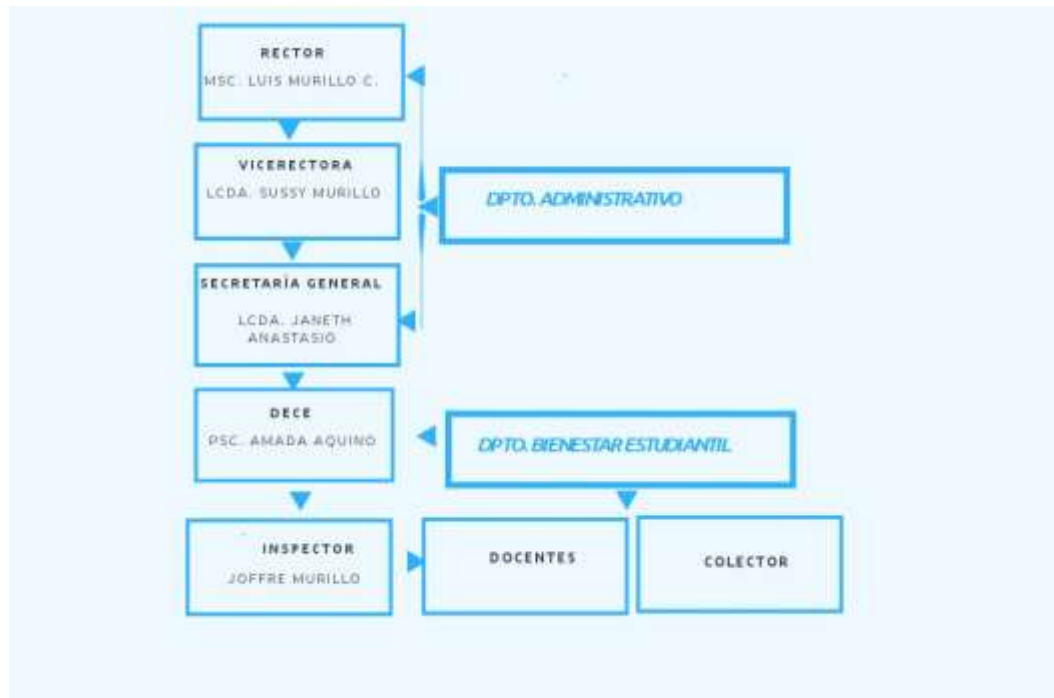 RECTOR
MSC. LUIS MURILLO C.
VICERECTORA
LCDA. SUSSY MURILLO
DPTO. ADMINISTRATIVO
SECRETARÍA GENERAL
LCDA. JANETH
ANASTASIO
DECE
PSC. AMADA AQUINO
DPTO. BIENESTAR ESTUDIANTIL
INSPECTOR
JOFFRE MURILLO
DOCENTES
COLECTOR